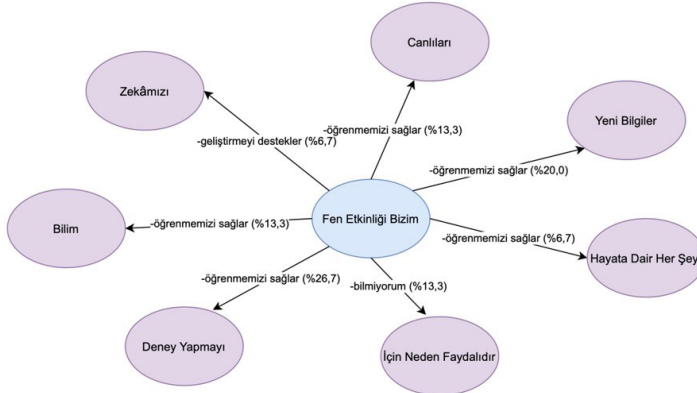 Canlıları
Zekâmızı
Yeni Bilgiler
-öğrenmemizi sağlar (%13,3)
-geliştirmeyi destekler (%6,7)
-öğrenmemizi sağlar (%20,0)
Fen Etkinliği Bizim
Bilim
-öğrenmemizi sağlar (%13,3)
-öğrenmemizi sağlar (%6,7)
Hayata Dair Her Şey
-öğrenmemizi sağlar (%26,7)
-bilmiyorum (%13,3)
Deney Yapmayı
İçin Neden Faydalıdır